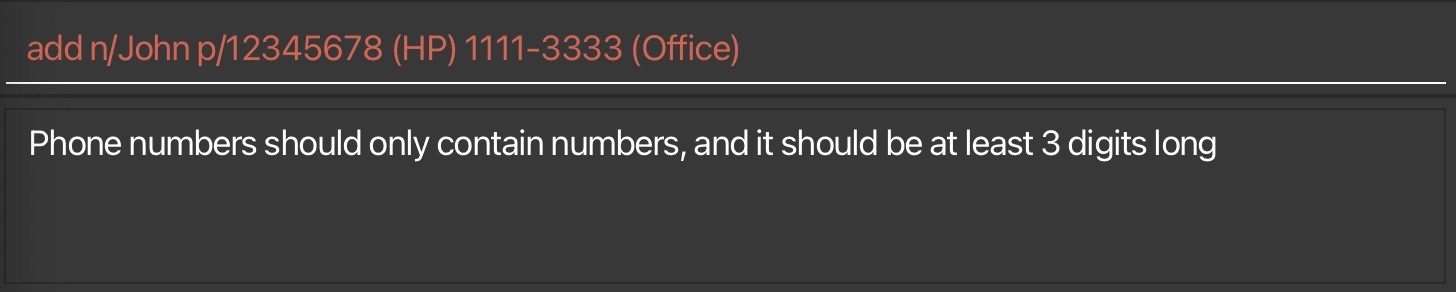 add n/John p/12345678 (HP) 1111-3333 (Office)
Phone numbers should only contain numbers, and it should be at least 3 digits long